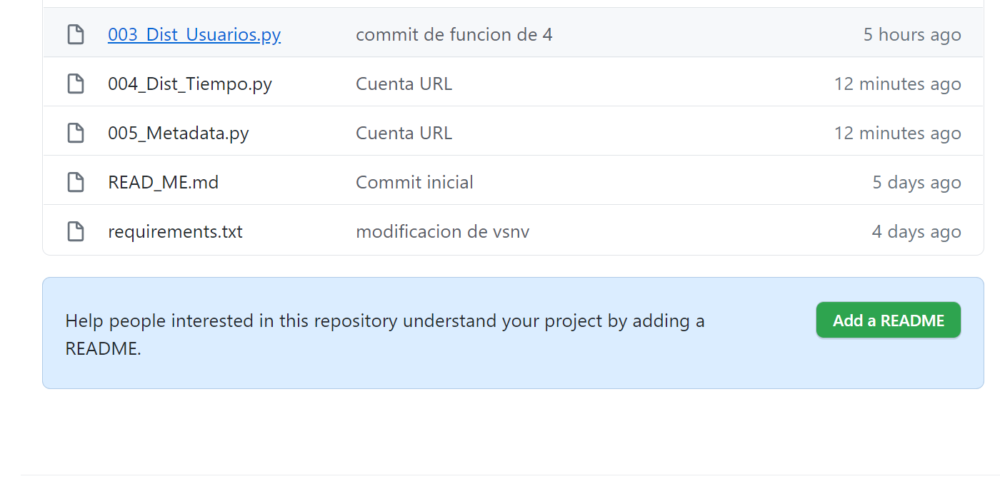 003_Dist_Usuarios.py commit de funcion de 4 5 hours ago
004_Dist_Tiempo.py Cuenta URL 12 minutes ago
005_Metadata.py Cuenta URL 12 minutes ago
READ_ME.md Commit inicial 5 days ago
requirements.txt modificacion de vsnv 4 days ago
Help people interested in this repository understand your project by adding a
README.
Add a README